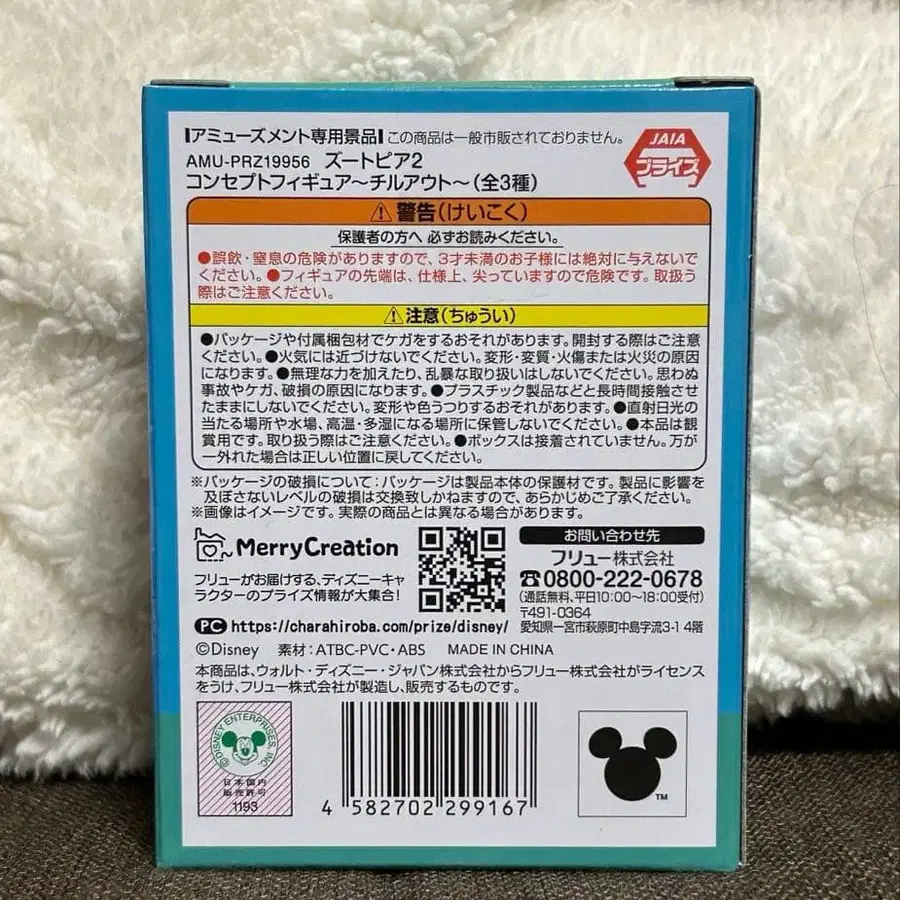 アミューズメント専用景品 この商品は一般市販されておりません。
JAIA
プライズ
AMU-PRZ19956 ズートピア2
コンセプトフィギュア〜チルアウト〜(全3種)
⚠警告(けいこく)
保護者の方へ 必ずお読みください。
●誤飲・窒息の危険がありますので、3才未満のお子様には絶対に与えないで
ください。●フィギュアの先端は、仕様上、尖っていますので危険です。取扱う
際はご注意ください。
⚠注意(ちゅうい)
●パッケージや付属梱包材でケガをするおそれがあります。開封する際はご注意
ください。●火気には近づけないでください。変形・変質・火傷または火災の原因
になります。●無理な力を加えたり、乱暴な取り扱いはしないでください。思わぬ
事故やケガ、破損の原因になります。●プラスチック製品などと長時間接触させ
たままにしないでください。変形や色うつりするおそれがあります。●直射日光の
当たる場所や水場、高温・多湿になる場所に保管しないでください。●本品は観
賞用です。取り扱う際はご注意ください。●ボックスは接着されていません。万が
一外れた場合は正しい位置に戻してください。
※パッケージの破損について:パッケージは製品本体の保護材です。製品に影響を
及ぼさないレベルの破損は交換致しかねますので、あらかじめご了承ください。
※画像はイメージです。実際の商品とは異なる場合があります。
MerryCreation
フリューがお届けする、ディズニーキャ
ラクターのプライズ情報が大集合!
お問い合わせ先
フリュー株式会社
☎0800-222-0678
(通話無料、平日10:00〜18:00受付)
〒491-0364
愛知県一宮市萩原町中島字流3-1 4階
PC https://charahiroba.com/prize/disney/
©Disney 素材:ATBC-PVC・ABS MADE IN CHINA
本商品は、ウォルト・ディズニー・ジャパン株式会社からフリュー株式会社がライセンス
をうけ、フリュー株式会社が製造し、販売するものです。
©DISNEY ENTERPRISES, INC.
日本国内
販売許可
1193
4 582702 299167
TM